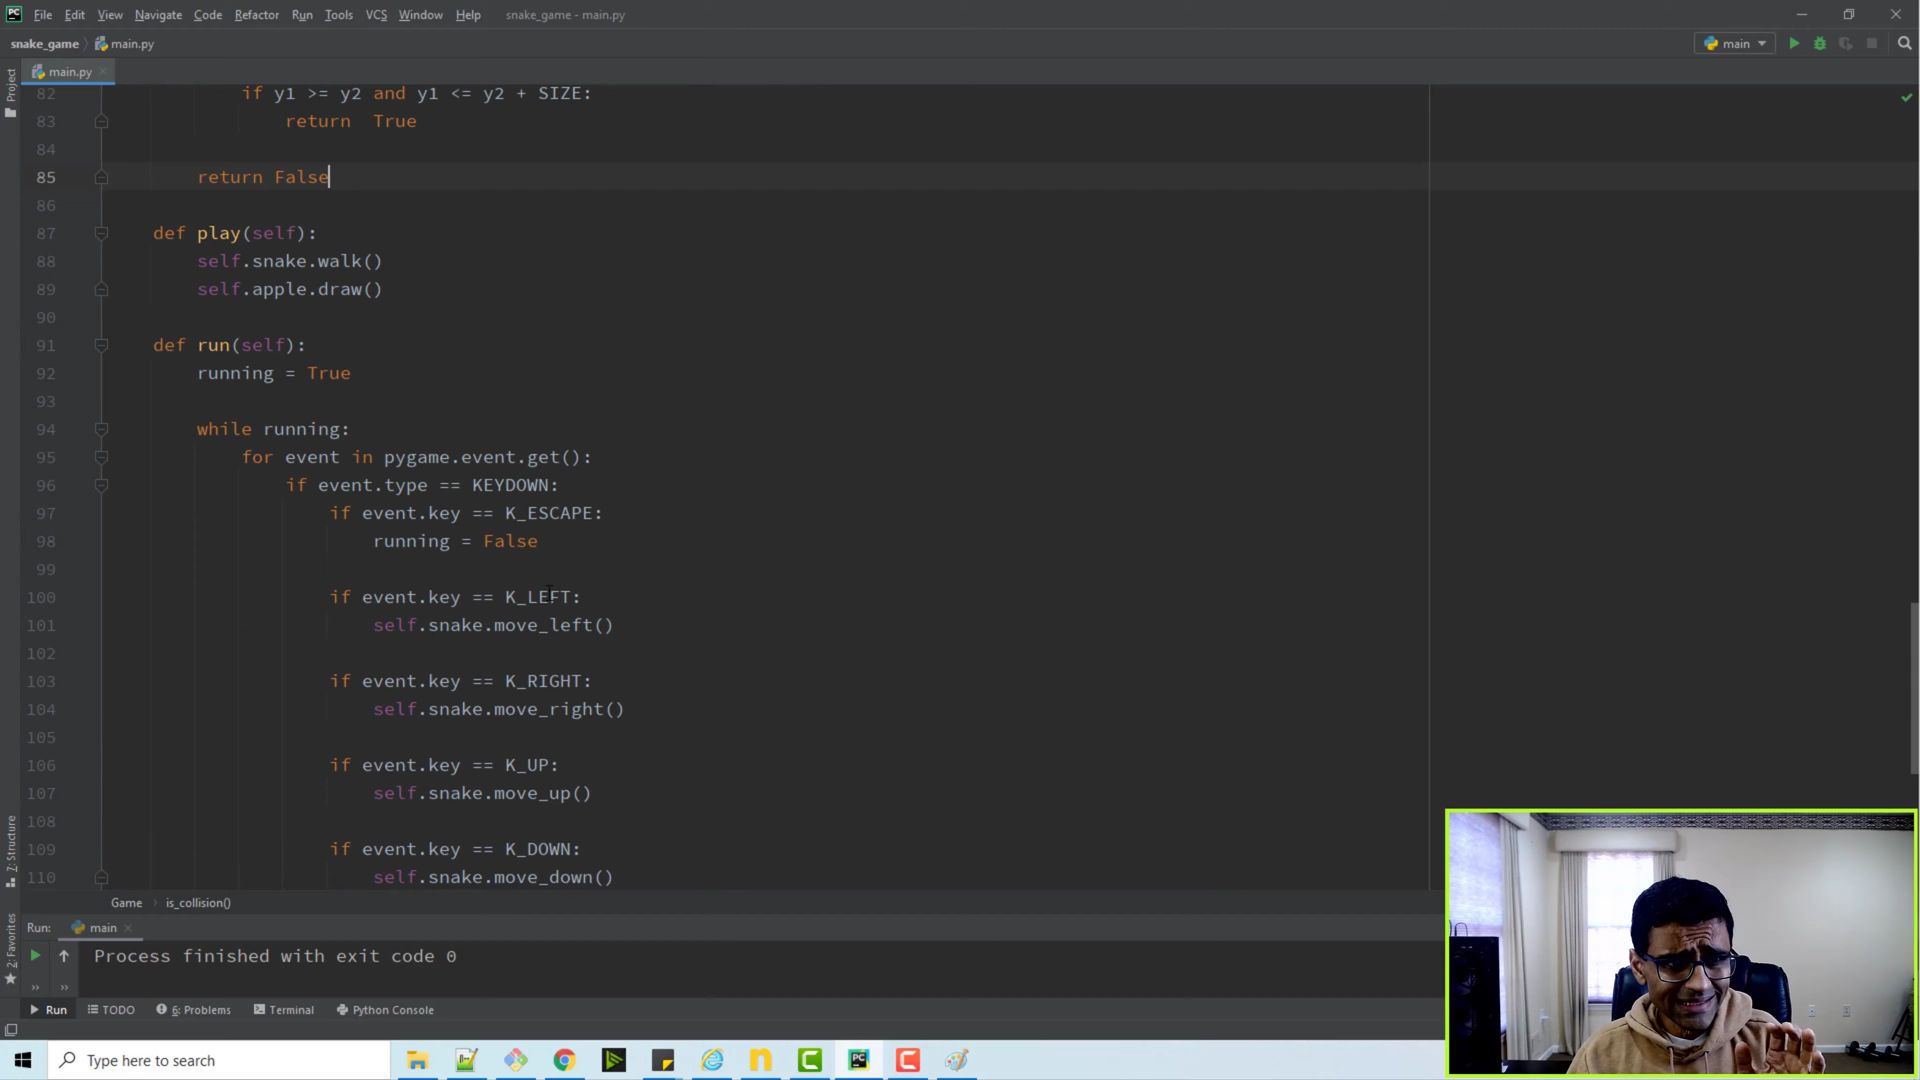 File Edit View Navigate Code Refactor Run Tools VCS Window Help snake_game - main.py
snake_game main.py main
Project
main.py
82 if y1 >= y2 and y1 <= y2 + SIZE:
83 return  True
84
85 return False
86
87 def play(self):
88 self.snake.walk()
89 self.apple.draw()
90
91 def run(self):
92 running = True
93
94 while running:
95 for event in pygame.event.get():
96 if event.type == KEYDOWN:
97 if event.key == K_ESCAPE:
98 running = False
99
100 if event.key == K_LEFT:
101 self.snake.move_left()
102
103 if event.key == K_RIGHT:
104 self.snake.move_right()
105
106 if event.key == K_UP:
107 self.snake.move_up()
108
109 if event.key == K_DOWN:
110 self.snake.move_down()
7: Structure
Game is_collision()
2: Favorites
Run: main
Process finished with exit code 0
Run TODO 6: Problems Terminal Python Console
Type here to search